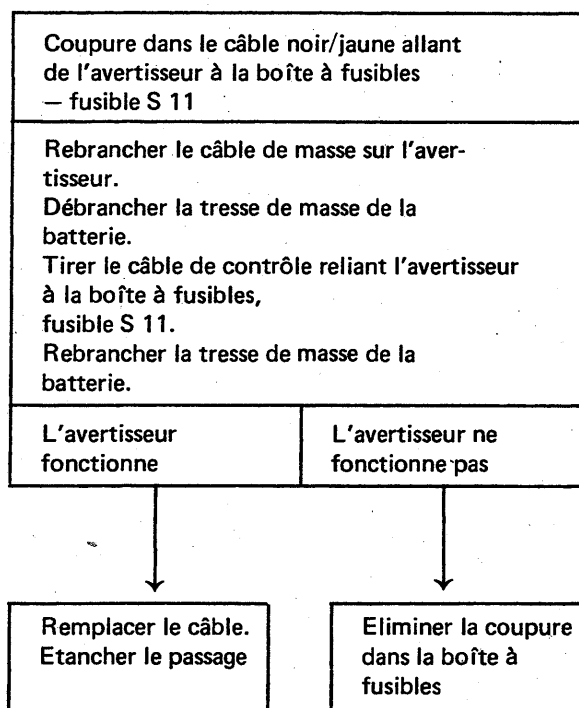 Coupure dans le câble noir/jaune allant
de l'avertisseur à la boîte à fusibles
— fusible S 11
Rebrancher le câble de masse sur l'aver-
tisseur.
Débrancher la tresse de masse de la
batterie.
Tirer le câble de contrôle reliant l'avertisseur
à la boîte à fusibles,
fusible S 11.
Rebrancher la tresse de masse de la
batterie.
L'avertisseur
fonctionne
L'avertisseur ne
fonctionne pas
Remplacer le câble.
Etancher le passage
Eliminer la coupure
dans la boîte à
fusibles